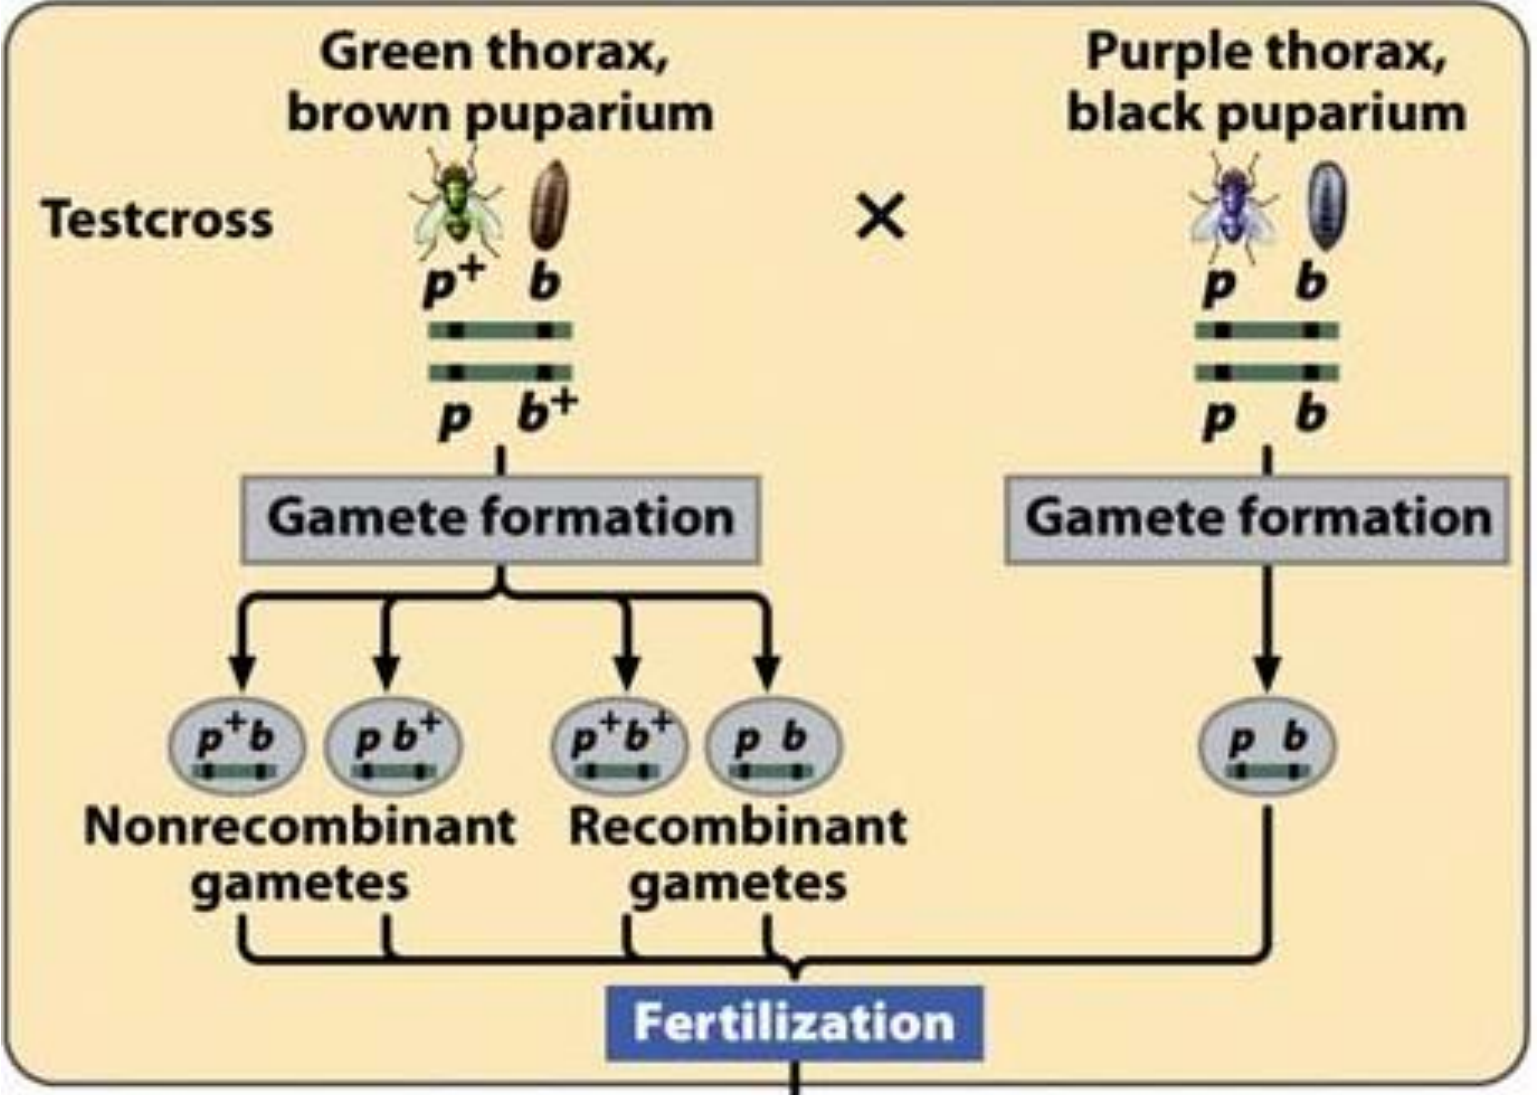 Green thorax,
brown puparium
Purple thorax,
black puparium
Testcross
×
p⁺ b
p b⁺
p b
p b
Gamete formation
Gamete formation
p⁺b
p b⁺
p⁺b⁺
p b
p b
Nonrecombinant
gametes
Recombinant
gametes
Fertilization